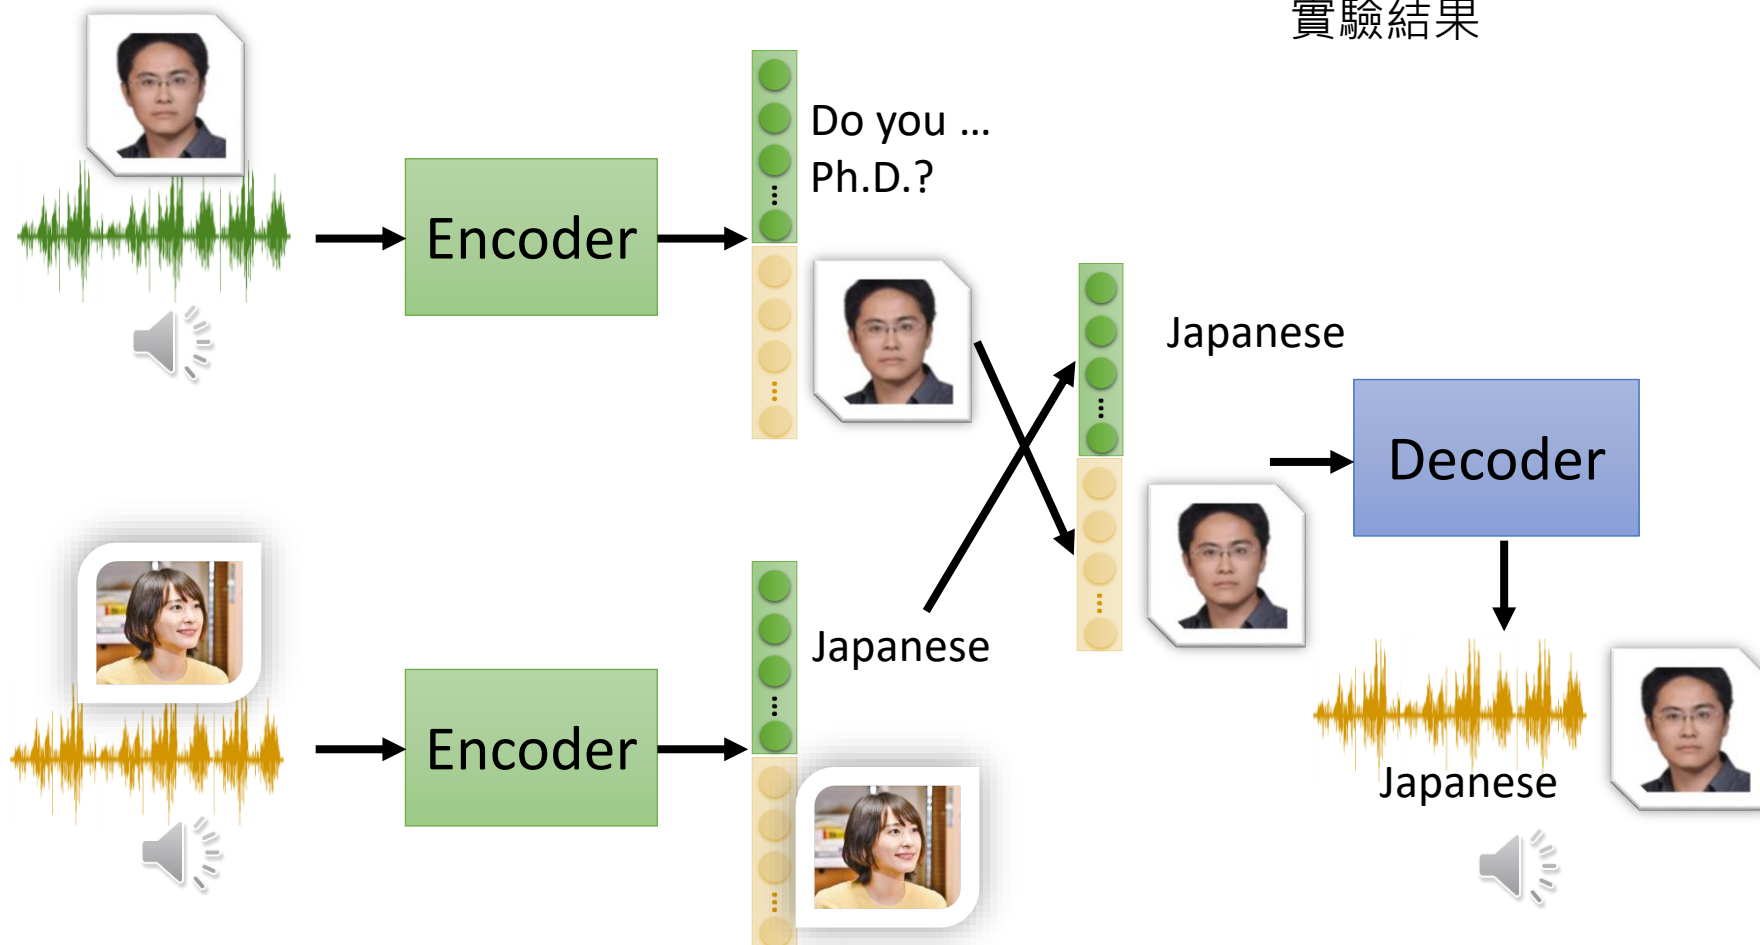 實驗結果
Do you ...
Ph.D.?
Encoder
Japanese
Decoder
Japanese
Encoder
Japanese